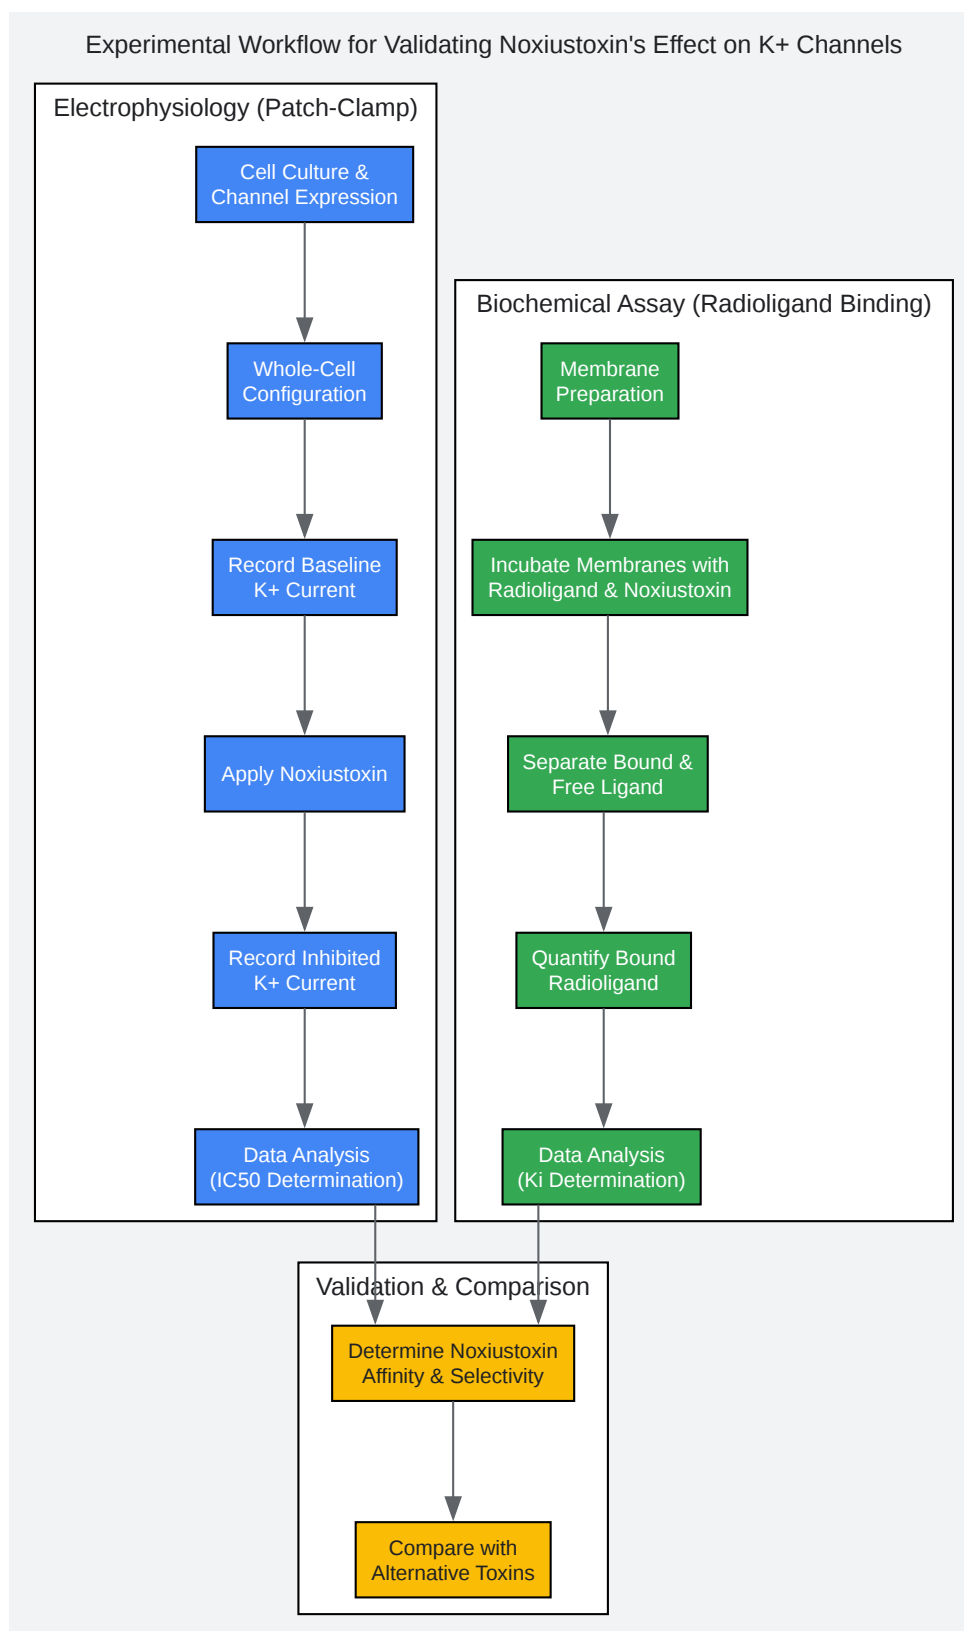 Experimental Workflow for Validating Noxiustoxin's Effect on K+ Channels
Electrophysiology (Patch-Clamp)
Cell Culture &
Channel Expression
Whole-Cell
Configuration
Record Baseline
K+ Current
Apply Noxiustoxin
Record Inhibited
K+ Current
Data Analysis
(IC50 Determination)
Biochemical Assay (Radioligand Binding)
Membrane
Preparation
Incubate Membranes with
Radioligand & Noxiustoxin
Separate Bound &
Free Ligand
Quantify Bound
Radioligand
Data Analysis
(Ki Determination)
Validation & Comparison
Determine Noxiustoxin
Affinity & Selectivity
Compare with
Alternative Toxins